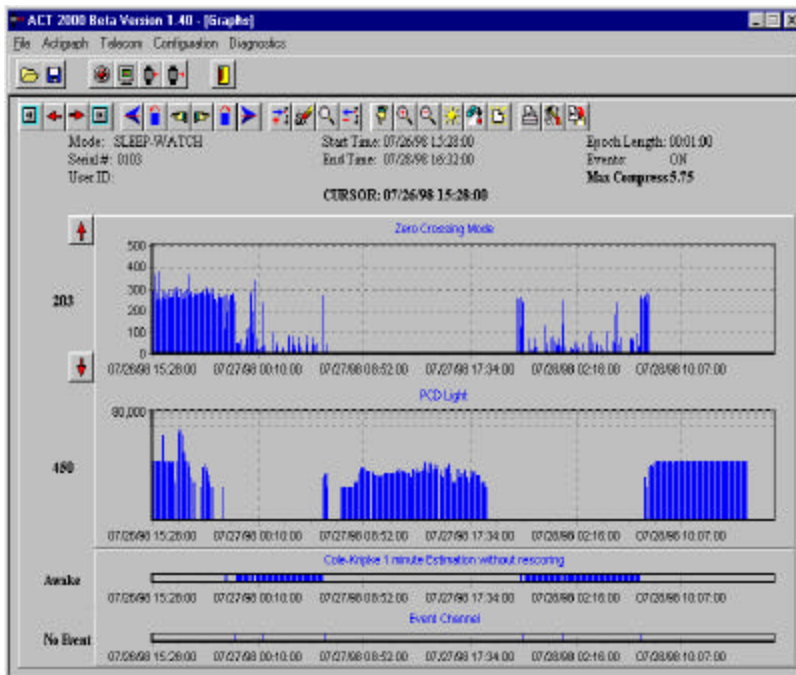 ACT 2000 Beta Version 1.40 - [Graphs]
File Actigraph Telecom Configuration Diagnostics
Mode: SLEEP-WATCH Start Time: 07/26/98 15:28:00 Epoch Length: 00:01:00
Serial #: 0103 End Time: 07/28/98 16:32:00 Events: ON
User ID: Max Compress 5.75
CURSOR: 07/26/98 15:28:00
Zero Crossing Mode
500
400
300
200
100
0
203
07/26/98 15:28:00 07/27/98 00:10:00 07/27/98 08:52:00 07/27/98 17:34:00 07/28/98 02:16:00 07/28/98 10:07:00
PCD Light
80,000
450
07/26/98 15:28:00 07/27/98 00:10:00 07/27/98 08:52:00 07/27/98 17:34:00 07/28/98 02:16:00 07/28/98 10:07:00
Cole-Kripke 1 minute Estimation without rescoring
Awake
07/26/98 15:28:00 07/27/98 00:10:00 07/27/98 08:52:00 07/27/98 17:34:00 07/28/98 02:16:00 07/28/98 10:07:00
Event Channel
No Event
07/26/98 15:28:00 07/27/98 00:10:00 07/27/98 08:52:00 07/27/98 17:34:00 07/28/98 02:16:00 07/28/98 10:07:00